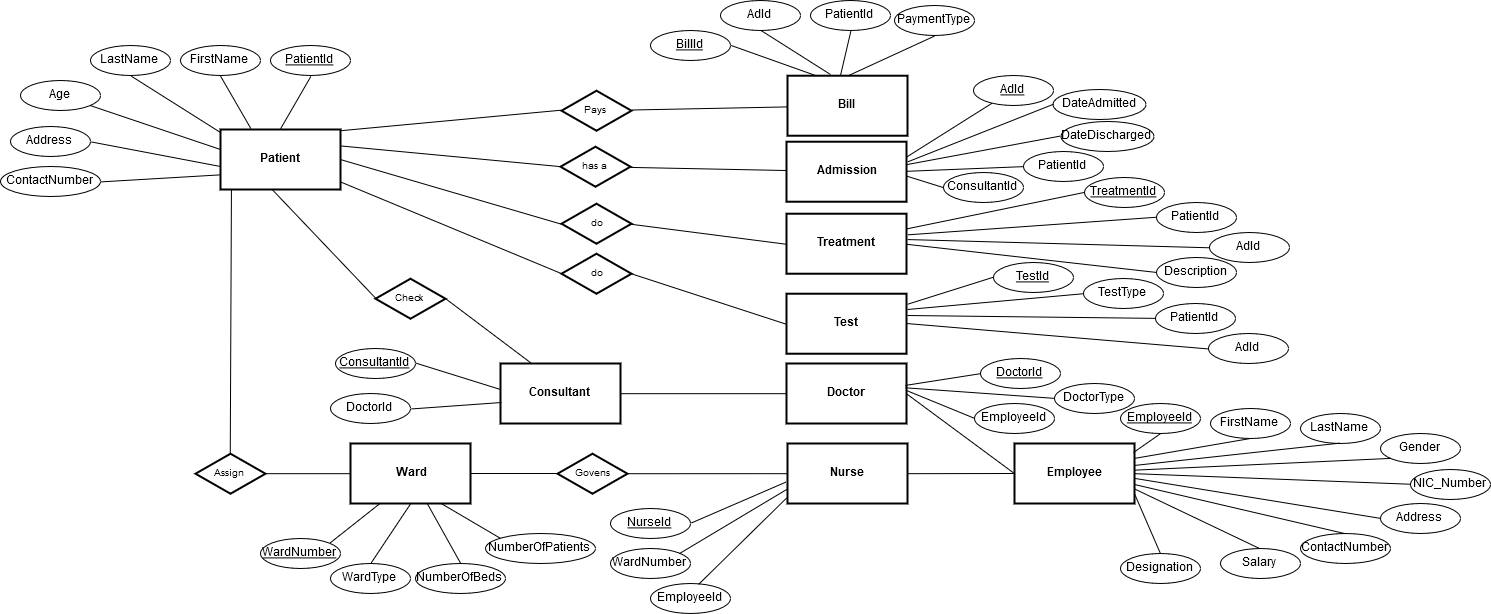 AdId
PatientId
PaymentType
BillId
LastName
FirstName
PatientId
Age
AdId
DateAdmitted
Bill
Pays
Address
DateDischarged
Patient
has a
Admission
PatientId
ContactNumber
ConsultantId
TreatmentId
PatientId
do
Treatment
AdId
do
Description
TestId
Check
TestType
Test
PatientId
AdId
ConsultantId
Consultant
Doctor
DoctorId
DoctorType
DoctorId
EmployeeId
EmployeeId
FirstName
LastName
Gender
Assign
Ward
Govens
Nurse
Employee
NIC_Number
NurseId
Address
WardNumber
NumberOfPatients
ContactNumber
WardNumber
WardType
NumberOfBeds
Designation
Salary
EmployeeId